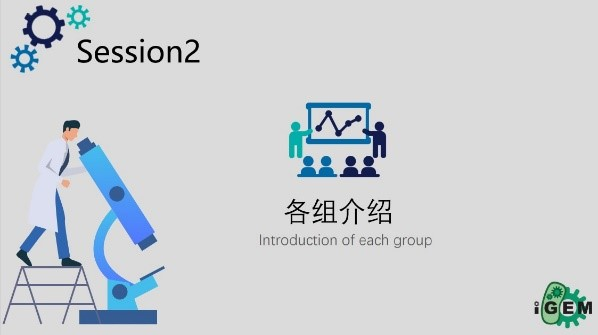 Session2
各组介绍
Introduction of each group
iGEM